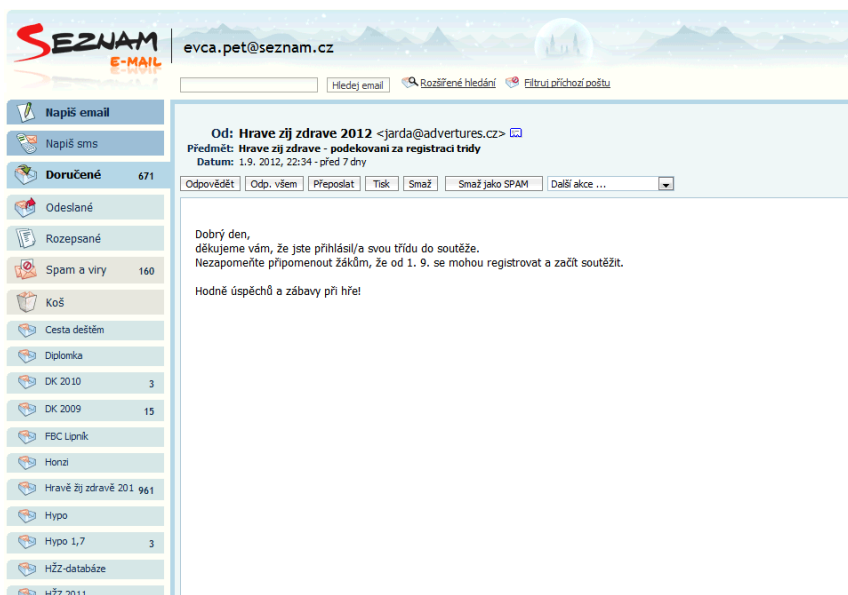 SEZNAM
E-MAIL
evca.pet@seznam.cz
Hledej email
Rozšířené hledání
Filtruj příchozí poštu
Napiš email
Napiš sms
Doručené 671
Odeslané
Rozepsané
Spam a viry 160
Koš
Cesta deštěm
Diplomka
DK 2010 3
DK 2009 15
FBC Lipník
Honzi
Hravě žij zdravě 201 961
Hypo
Hypo 1,7 3
HŽZ-databáze
HŽZ 2011
Od: Hrave zij zdrave 2012 <jarda@advertures.cz>
Předmět: Hrave zij zdrave - podekovani za registraci tridy
Datum: 1.9. 2012, 22:34 - před 7 dny
Odpovědět Odp. všem Přeposlat Tisk Smaž Smaž jako SPAM Další akce ...
Dobrý den,
děkujeme vám, že jste přihlásil/a svou třídu do soutěže.
Nezapomeňte připomenout žákům, že od 1. 9. se mohou registrovat a začít soutěžit.
Hodně úspěchů a zábavy při hře!